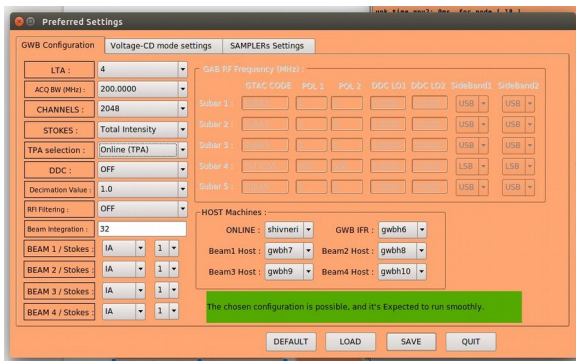 Preferred Settings
GWB Configuration
Voltage-CD mode settings
SAMPLERs Settings
LTA : 4
ACQ BW (MHz) : 200.0000
CHANNELS : 2048
STOKES : Total Intensity
TPA selection : Online (TPA)
DDC : OFF
Decimation Value : 1.0
RFI Filtering : OFF
Beam Integration : 32
BEAM 1 / Stokes : IA 1
BEAM 2 / Stokes : IA 1
BEAM 3 / Stokes : IA 1
BEAM 4 / Stokes : IA 1
GAB RF Frequency (MHz) :
GTAC CODE POL 1 POL 2 DDC LO1 DDC LO2 SideBand1 SideBand2
Subar 1 : USB USB
Subar 2 : USB USB
Subar 3 : USB USB
Subar 4 : LSB LSB
Subar 5 : USB USB
HOST Machines :
ONLINE : shivneri GWB IFR : gwbh6
Beam1 Host : gwbh7 Beam2 Host : gwbh8
Beam3 Host : gwbh9 Beam4 Host : gwbh10
The chosen configuration is possible, and it's Expected to run smoothly.
DEFAULT LOAD SAVE QUIT